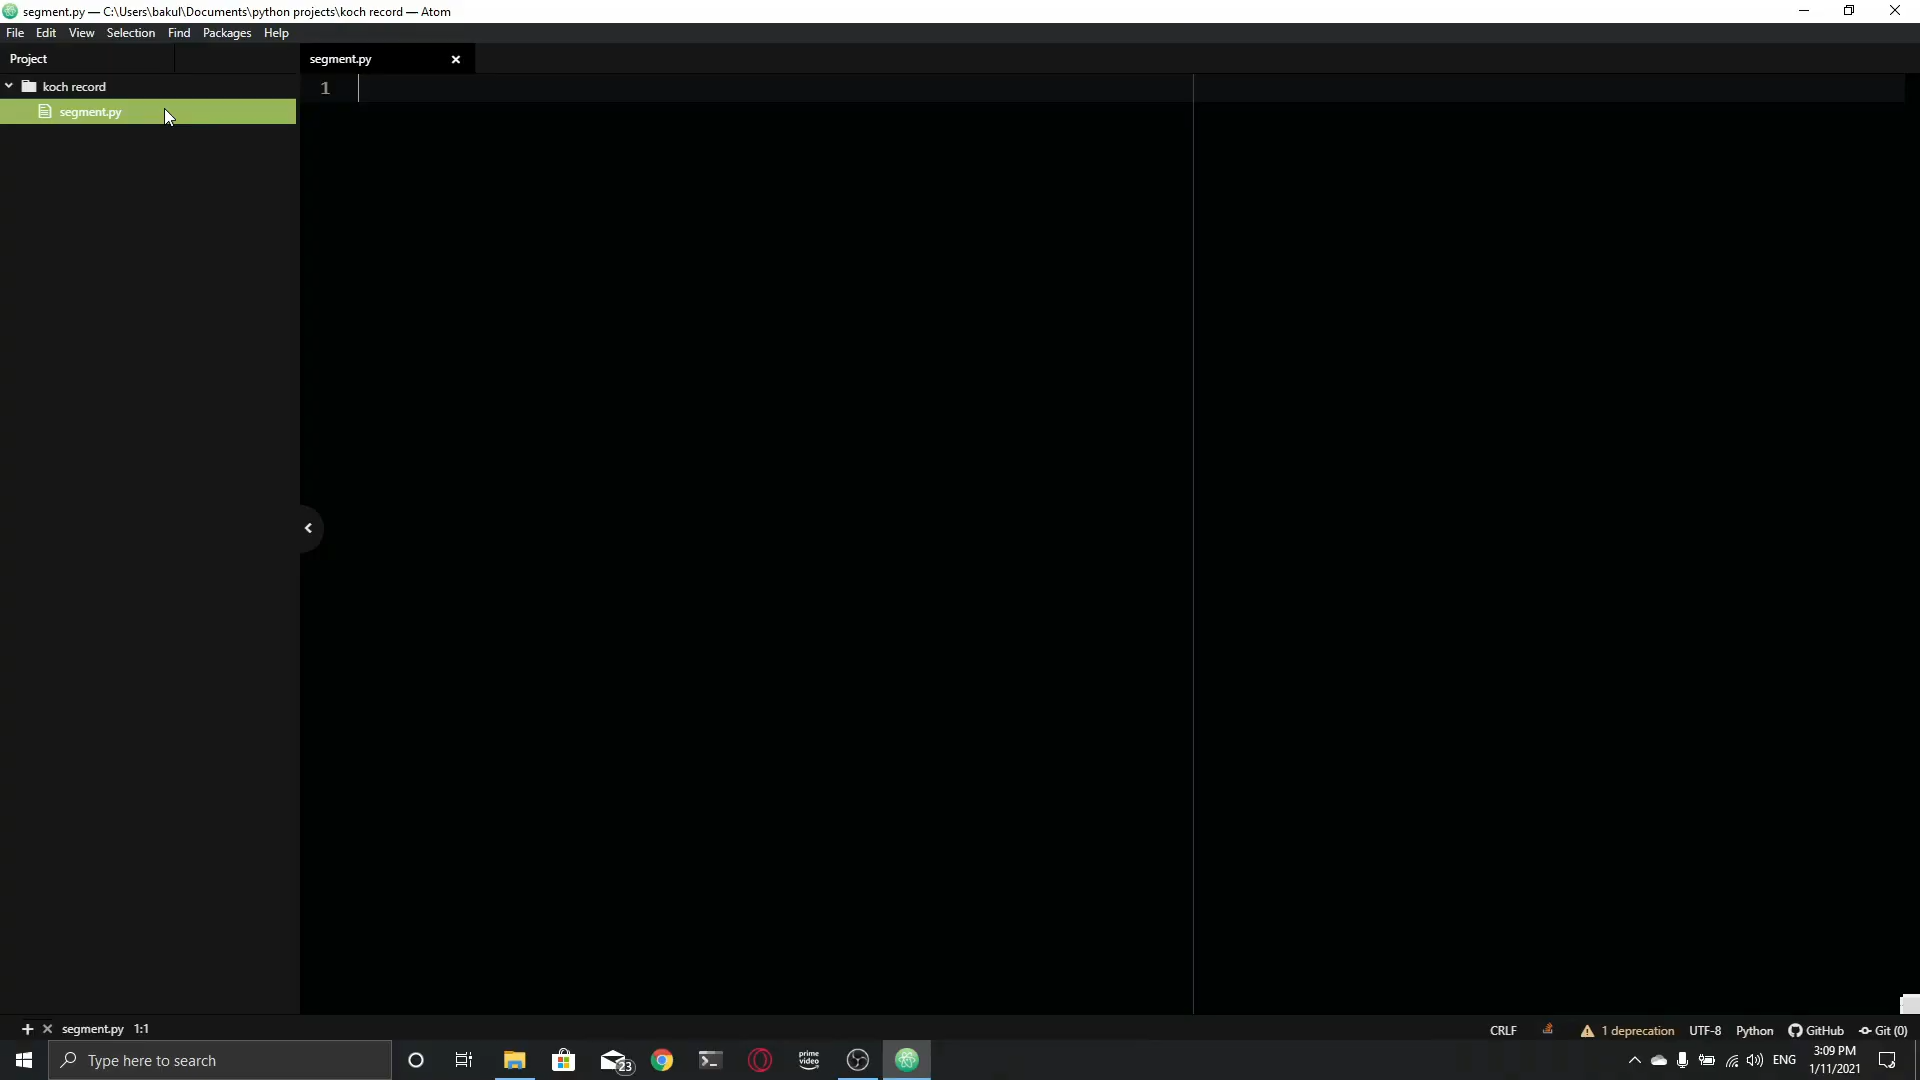 segment.py — C:\Users\bakul\Documents\python projects\koch record — Atom
File Edit View Selection Find Packages Help
Project
segment.py
koch record
1
segment.py
segment.py 1:1
CRLF
1 deprecation
UTF-8
Python
GitHub
Git (0)
Type here to search
23
prime video
ENG
3:09 PM
1/11/2021